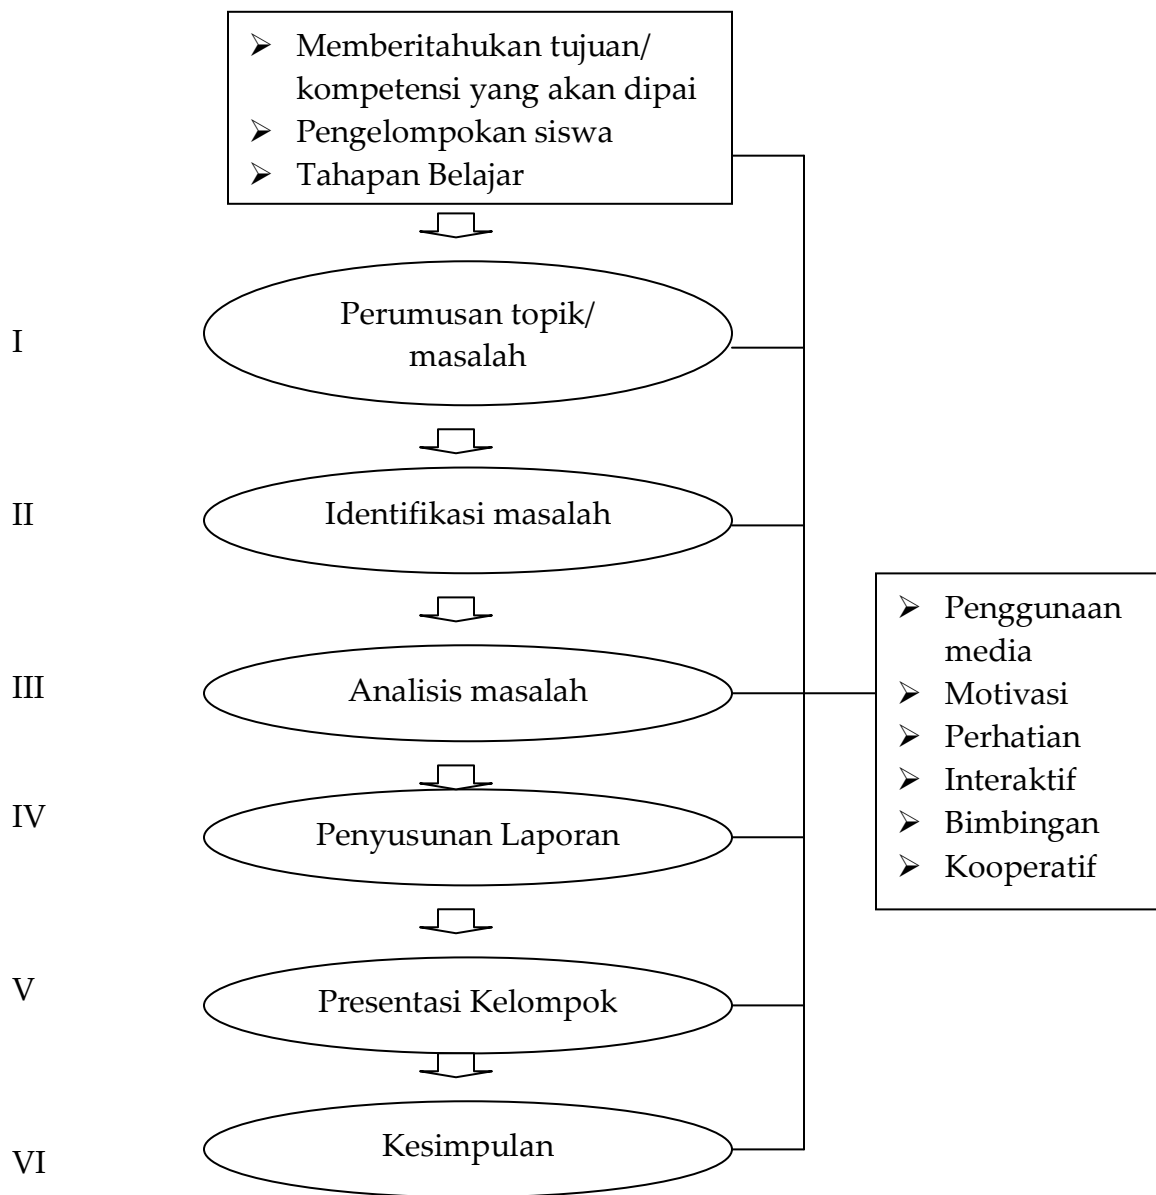 ➢ Memberitahukan tujuan/
kompetensi yang akan dipai
➢ Pengelompokan siswa
➢ Tahapan Belajar
I
Perumusan topik/
masalah
II
Identifikasi masalah
III
Analisis masalah
IV
Penyusunan Laporan
V
Presentasi Kelompok
VI
Kesimpulan
➢ Penggunaan
media
➢ Motivasi
➢ Perhatian
➢ Interaktif
➢ Bimbingan
➢ Kooperatif